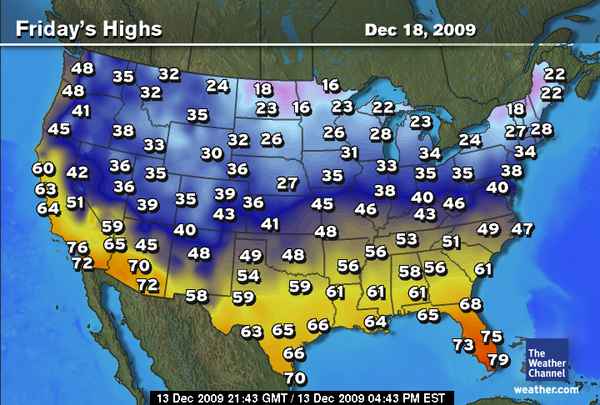 Friday's Highs
Dec 18, 2009
48 35 32 24 18 16 22
48 32 22
41 35 23 16 23 22 23 18
45 38 33 32 26 26 28 24 27 28
30 31 34 34
60 42 36 35 36 35 33 35 35 38
63 36 27 38 40
64 51 39 35 39 45 46 40 46
43 43
59 40 41 48 49 47
76 65 45 48 49 48 53 51
72 70 54 56 56 58 56 61
72 58 59 59 61 61 61
63 65 66 64 65 68
66 73 75
70 79
The
Weather
Channel
weather.com
13 Dec 2009 21:43 GMT / 13 Dec 2009 04:43 PM EST